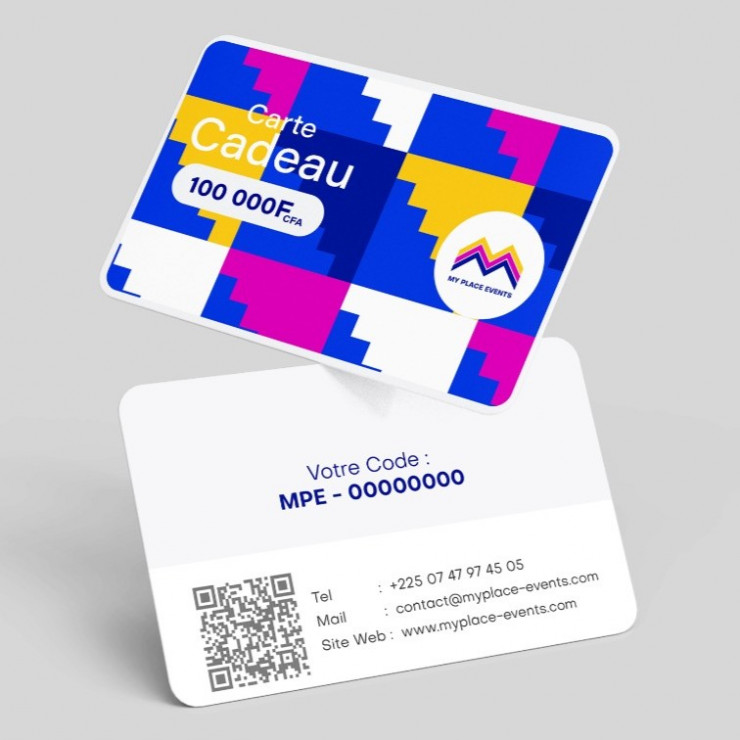 Carte
Cadeau
100 000F CFA
MY PLACE EVENTS
Votre Code :
MPE - 00000000
Tel : +225 07 47 97 45 05
Mail : contact@myplace-events.com
Site Web : www.myplace-events.com